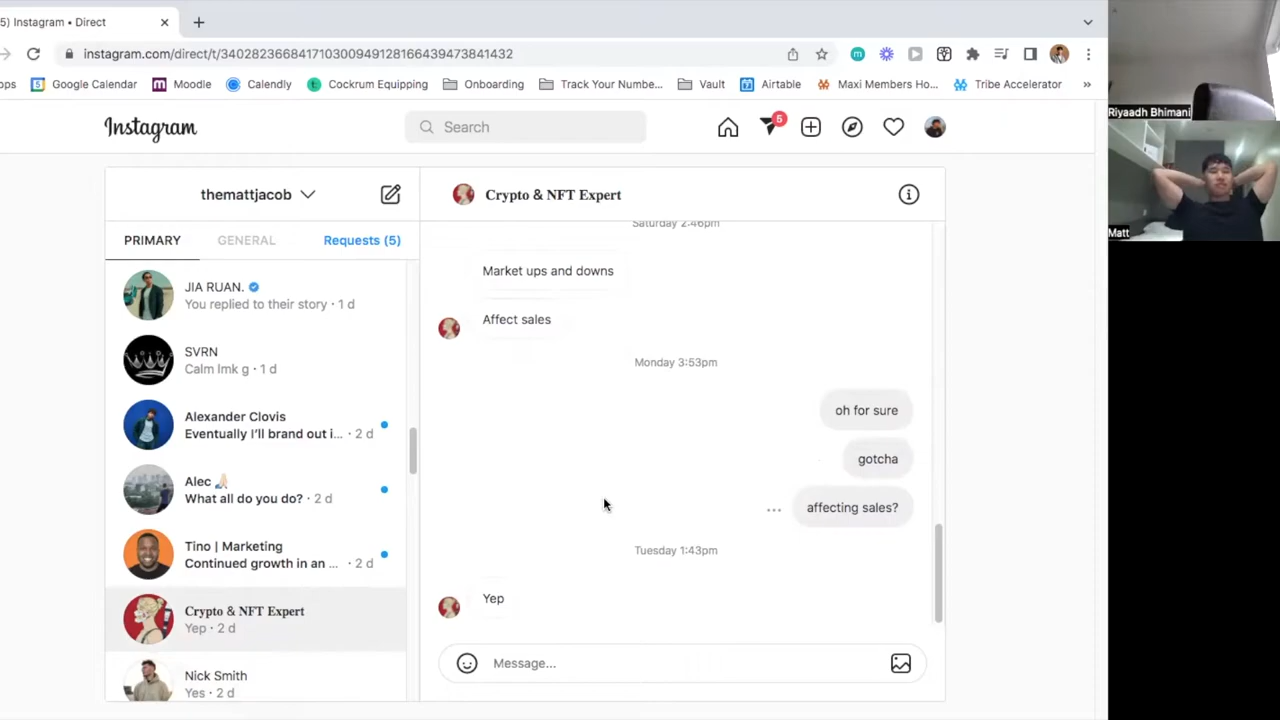 5) Instagram • Direct
instagram.com/direct/t/340282366841710300949128166439473841432
ops
Google Calendar
Moodle
Calendly
Cockrum Equipping
Onboarding
Track Your Numbe...
Vault
Airtable
Maxi Members Ho...
Tribe Accelerator
»
Instagram
Search
5
themattjacob
PRIMARY
GENERAL
Requests (5)
JIA RUAN.
You replied to their story · 1 d
SVRN
Calm lmk g · 1 d
Alexander Clovis
Eventually I'll brand out i... · 2 d
Alec 🙏🏻
What all do you do? · 2 d
Tino | Marketing
Continued growth in an ... · 2 d
Crypto & NFT Expert
Yep · 2 d
Nick Smith
Yes · 2 d
Crypto & NFT Expert
Saturday 2:46pm
Market ups and downs
Affect sales
Monday 3:53pm
oh for sure
gotcha
affecting sales?
Tuesday 1:43pm
Yep
Message...
Riyaadh Bhimani
Matt